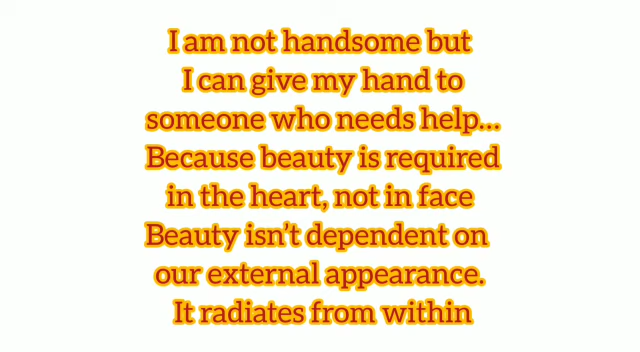 I am not handsome but
I can give my hand to
someone who needs help...
Because beauty is required
in the heart, not in face
Beauty isn't dependent on
our external appearance.
It radiates from within